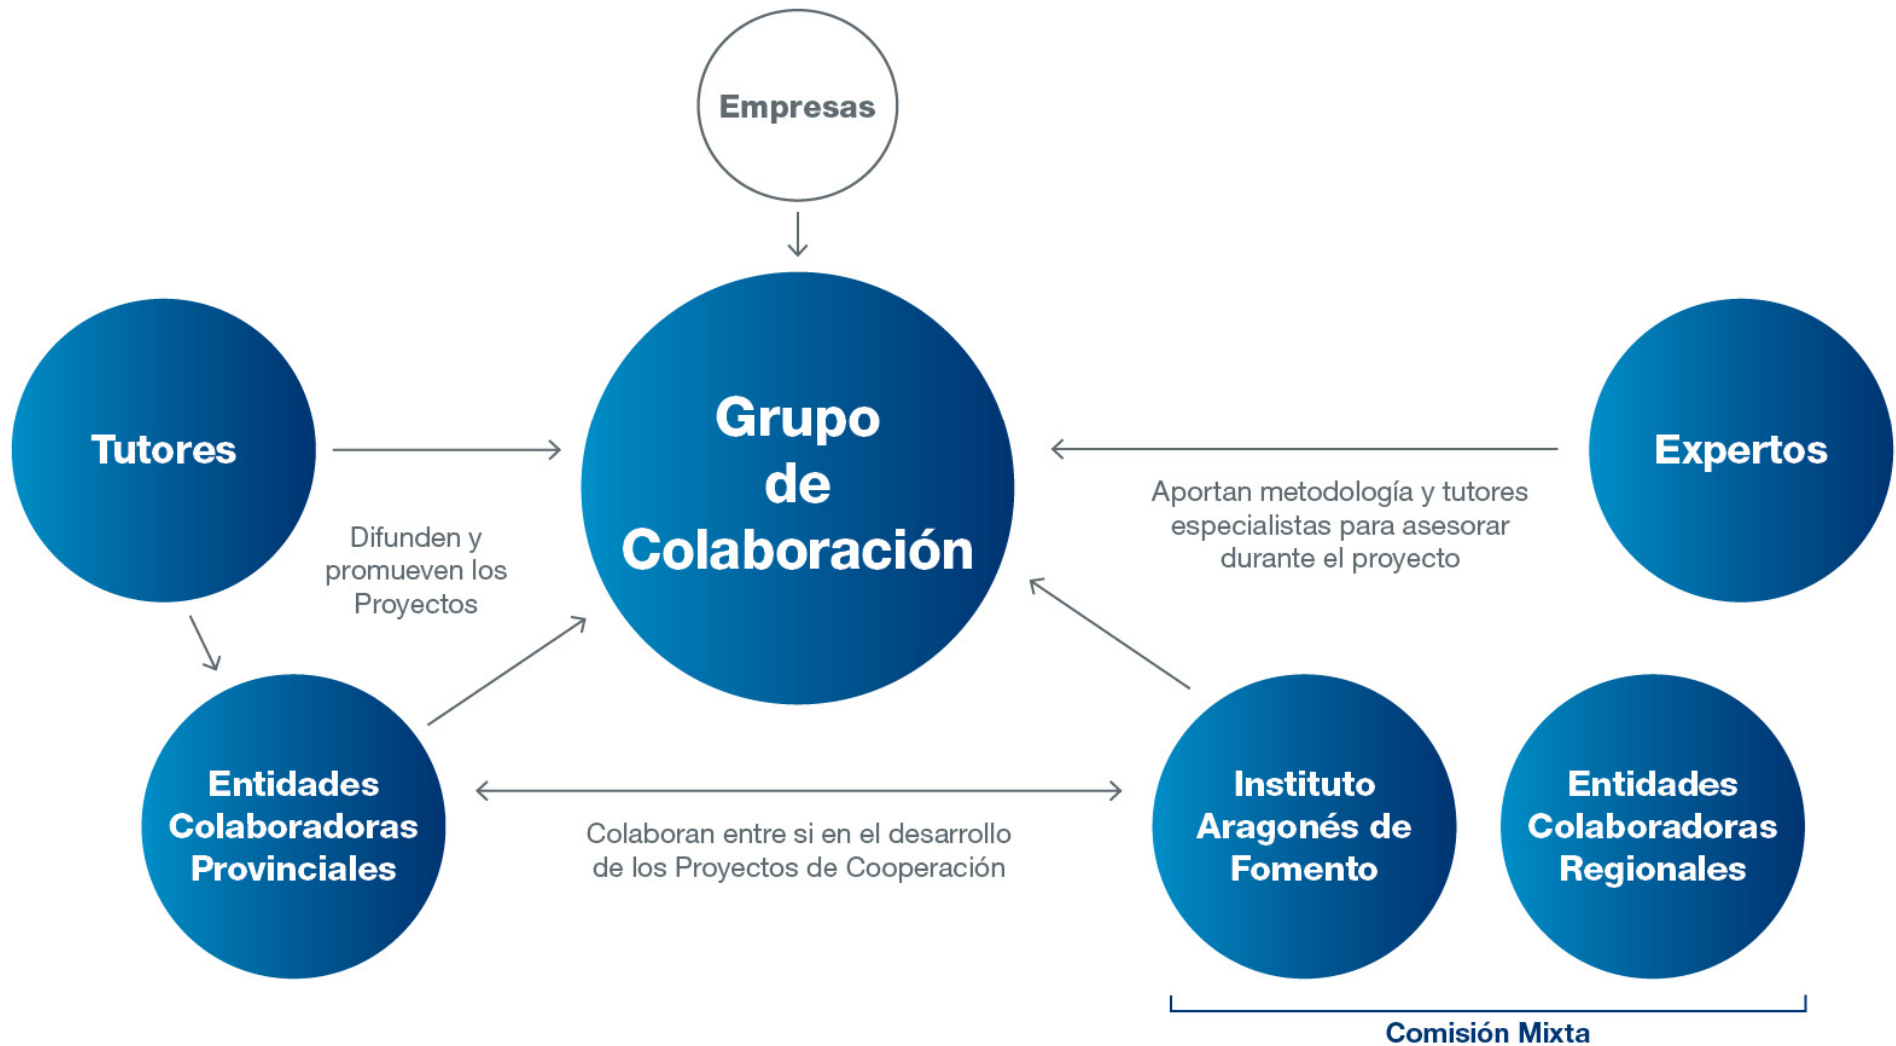 Empresas
Tutores
Grupo
de
Colaboración
Expertos
Difunden y
promueven los
Proyectos
Aportan metodología y tutores
especialistas para asesorar
durante el proyecto
Entidades
Colaboradoras
Provinciales
Colaboran entre si en el desarrollo
de los Proyectos de Cooperación
Instituto
Aragonés de
Fomento
Entidades
Colaboradoras
Regionales
Comisión Mixta